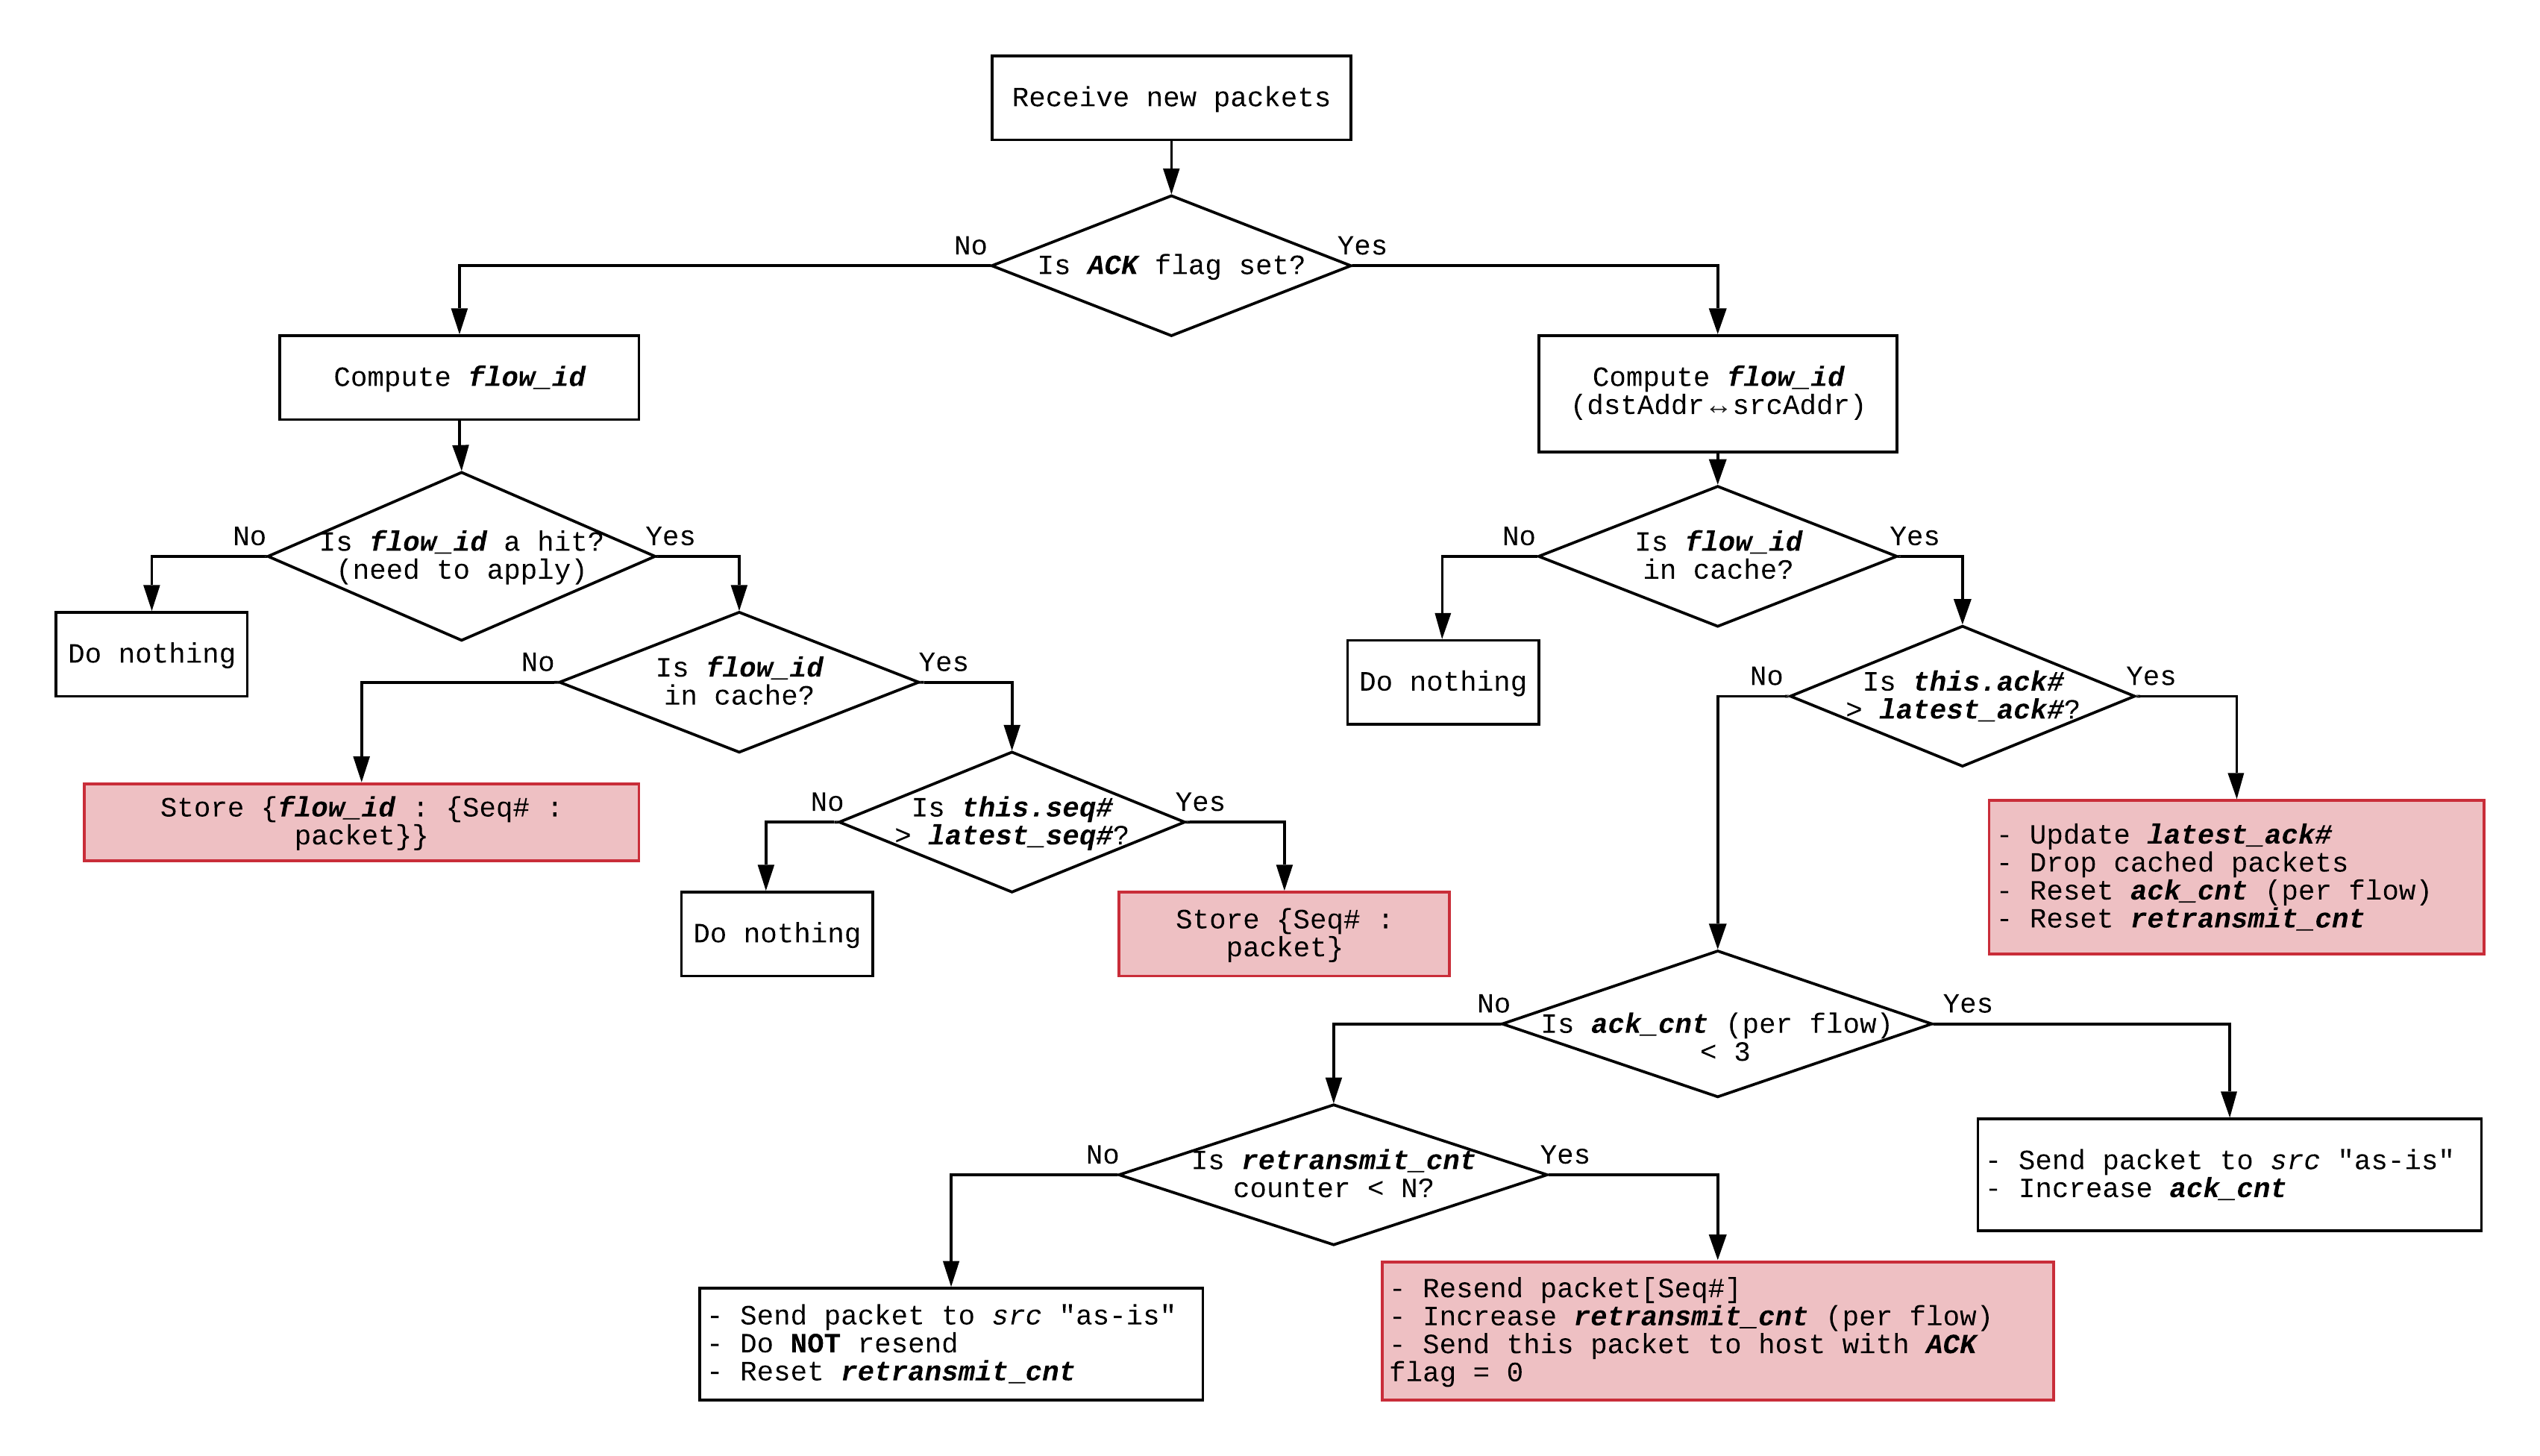 Receive new packets
No
Yes
Is ACK flag set?
Compute flow_id
Compute flow_id
(dstAddr↔srcAddr)
No
Yes
Is flow_id a hit?
(need to apply)
No
Yes
Is flow_id
in cache?
Do nothing
No
Yes
Is flow_id
in cache?
Do nothing
No
Yes
Is this.ack#
> latest_ack#?
Store {flow_id : {Seq# :
packet}}
No
Yes
Is this.seq#
> latest_seq#?
- Update latest_ack#
- Drop cached packets
- Reset ack_cnt (per flow)
- Reset retransmit_cnt
Do nothing
Store {Seq# :
packet}
No
Yes
Is ack_cnt (per flow)
< 3
No
Yes
Is retransmit_cnt
counter < N?
- Send packet to src "as-is"
- Increase ack_cnt
- Send packet to src "as-is"
- Do NOT resend
- Reset retransmit_cnt
- Resend packet[Seq#]
- Increase retransmit_cnt (per flow)
- Send this packet to host with ACK
flag = 0